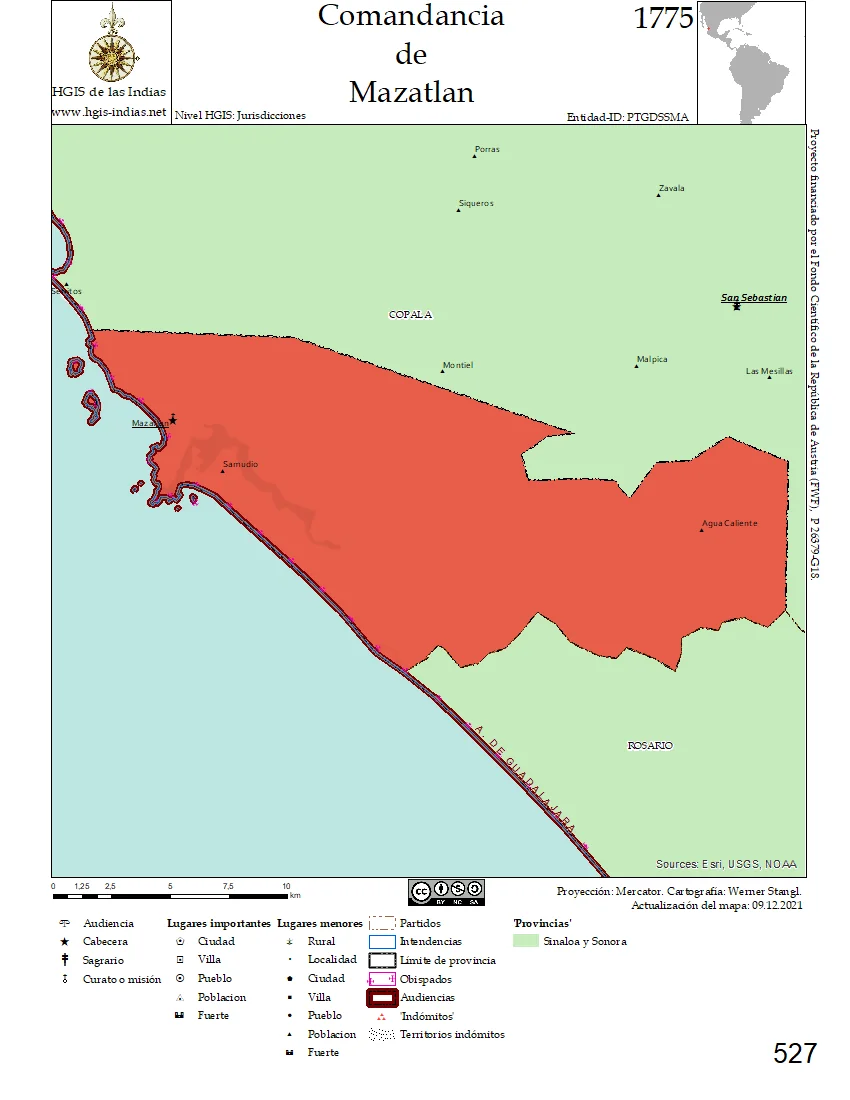 Comandancia
de
Mazatlan
1775
HGIS de las Indias
www.hgis-indias.net
Nivel HGIS: Jurisdicciones
Entidad-ID: PTGDSSMA
Proyecto financiado por el Fondo Científico de la República de Austria (FWF), P 26379-G18.
Porras
Zavala
Siqueros
San Sebastian
COPALA
Montiel
Malpica
Las Mesillas
Samudio
Agua Caliente
ROSARIO
A. DE GUADALAJARA
Sources: Esri, USGS, NOAA
0 1,25 2,5 5 7,5 10
km
cc BY NC SA
Proyección: Mercator. Cartografía: Werner Stangl.
Actualización del mapa: 09.12.2021
Audiencia
Cabecera
Sagrario
Curato o misión
Lugares importantes
Ciudad
Villa
Pueblo
Poblacion
Fuerte
Lugares menores
Rural
Localidad
Ciudad
Villa
Pueblo
Poblacion
Fuerte
Partidos
Intendencias
Límite de provincia
Obispados
Audiencias
'Indómitos'
Territorios indómitos
'Provincias'
Sinaloa y Sonora
527